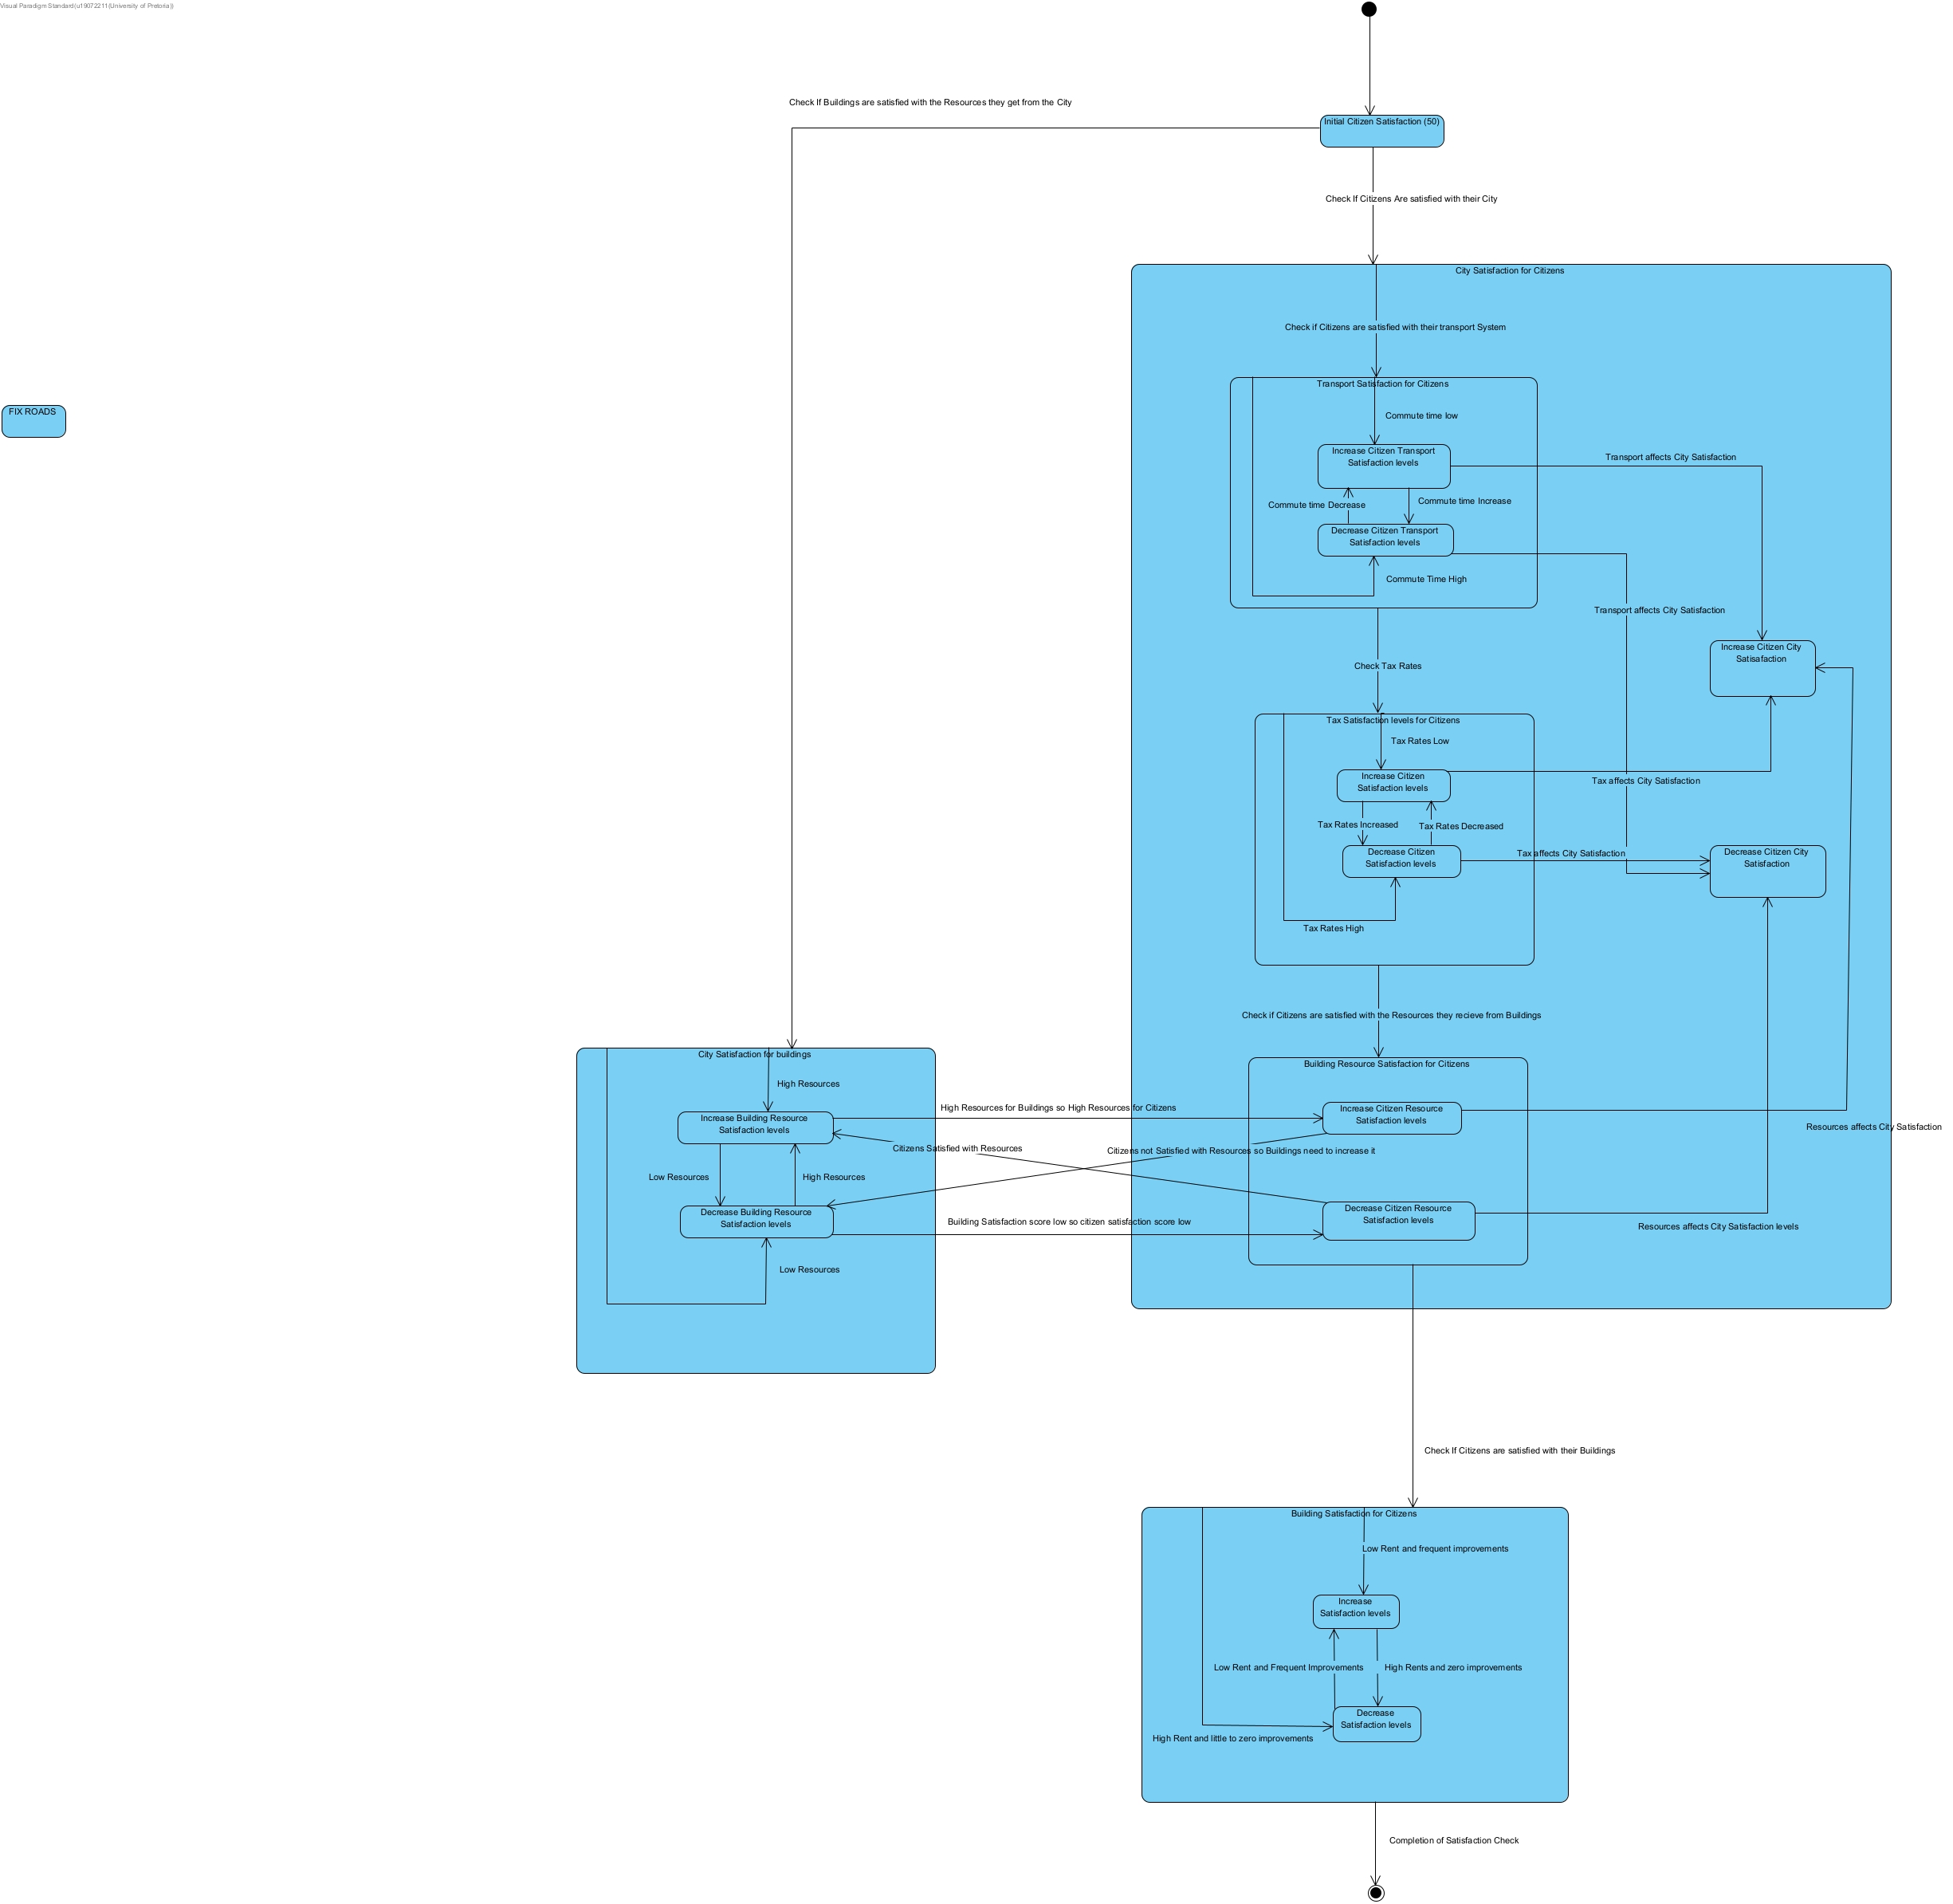 Visual Paradigm Standard(u19072211(University of Pretoria))
Check If Buildings are satisfied with the Resources they get from the City
Initial Citizen Satisfaction (50)
Check If Citizens Are satisfied with their City
City Satisfaction for Citizens
Check if Citizens are satisfied with their transport System
Transport Satisfaction for Citizens
FIX ROADS
Commute time low
Increase Citizen Transport
Satisfaction levels
Transport affects City Satisfaction
Commute time Increase
Commute time Decrease
Decrease Citizen Transport
Satisfaction levels
Commute Time High
Transport affects City Satisfaction
Increase Citizen City
Satisafaction
Check Tax Rates
Tax Satisfaction levels for Citizens
Tax Rates Low
Increase Citizen
Satisfaction levels
Tax affects City Satisfaction
Tax Rates Increased
Tax Rates Decreased
Decrease Citizen
Satisfaction levels
Tax affects City Satisfaction
Decrease Citizen City
Satisfaction
Tax Rates High
Check if Citizens are satisfied with the Resources they recieve from Buildings
City Satisfaction for buildings
Building Resource Satisfaction for Citizens
High Resources
Increase Building Resource
Satisfaction levels
High Resources for Buildings so High Resources for Citizens
Increase Citizen Resource
Satisfaction levels
Resources affects City Satisfaction
Citizens Satisfied with Resources
Citizens not Satisfied with Resources so Buildings need to increase it
Low Resources
High Resources
Decrease Building Resource
Satisfaction levels
Building Satisfaction score low so citizen satisfaction score low
Decrease Citizen Resource
Satisfaction levels
Resources affects City Satisfaction levels
Low Resources
Check If Citizens are satisfied with their Buildings
Building Satisfaction for Citizens
Low Rent and frequent improvements
Increase
Satisfaction levels
Low Rent and Frequent Improvements
High Rents and zero improvements
Decrease
Satisfaction levels
High Rent and little to zero improvements
Completion of Satisfaction Check